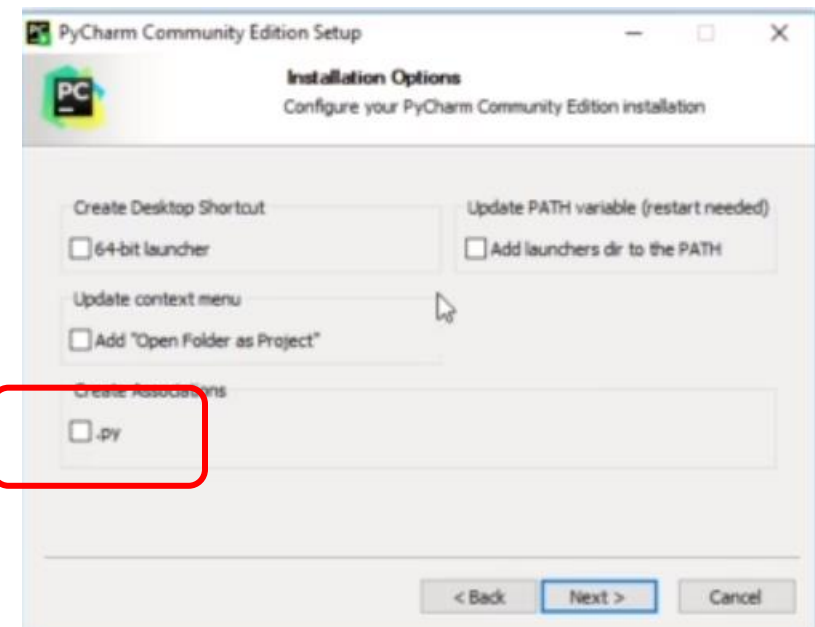 PyCharm Community Edition Setup
Installation Options
Configure your PyCharm Community Edition installation
PC
Create Desktop Shortcut
64-bit launcher
Update PATH variable (restart needed)
Add launchers dir to the PATH
Update context menu
Add "Open Folder as Project"
Create Associations
.py
< Back
Next >
Cancel